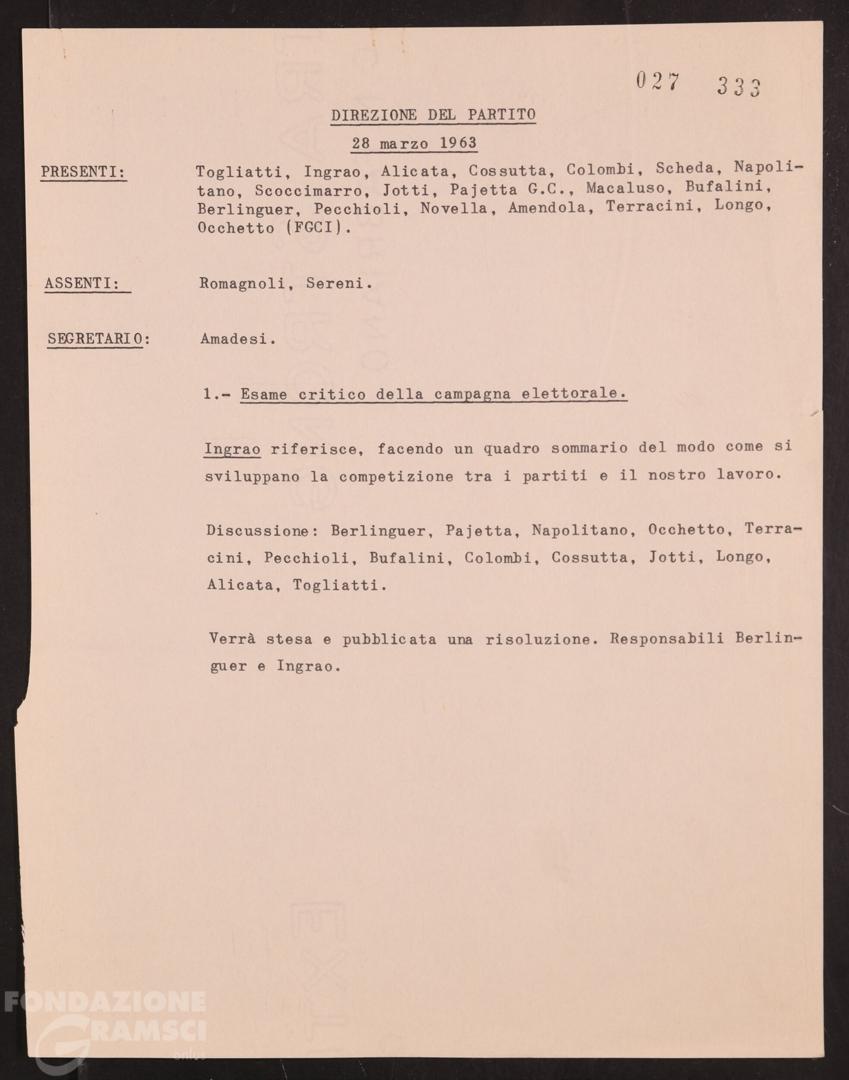 027 333
DIREZIONE DEL PARTITO
28 marzo 1963
PRESENTI: Togliatti, Ingrao, Alicata, Cossutta, Colombi, Scheda, Napoli-
tano, Scoccimarro, Jotti, Pajetta G.C., Macaluso, Bufalini,
Berlinguer, Pecchioli, Novella, Amendola, Terracini, Longo,
Occhetto (FGCI).
ASSENTI: Romagnoli, Sereni.
SEGRETARIO: Amadesi.
1.- Esame critico della campagna elettorale.
Ingrao riferisce, facendo un quadro sommario del modo come si
sviluppano la competizione tra i partiti e il nostro lavoro.
Discussione: Berlinguer, Pajetta, Napolitano, Occhetto, Terra-
cini, Pecchioli, Bufalini, Colombi, Cossutta, Jotti, Longo,
Alicata, Togliatti.
Verrà stesa e pubblicata una risoluzione. Responsabili Berlin-
guer e Ingrao.
FONDAZIONE
GRAMSCI
onlus